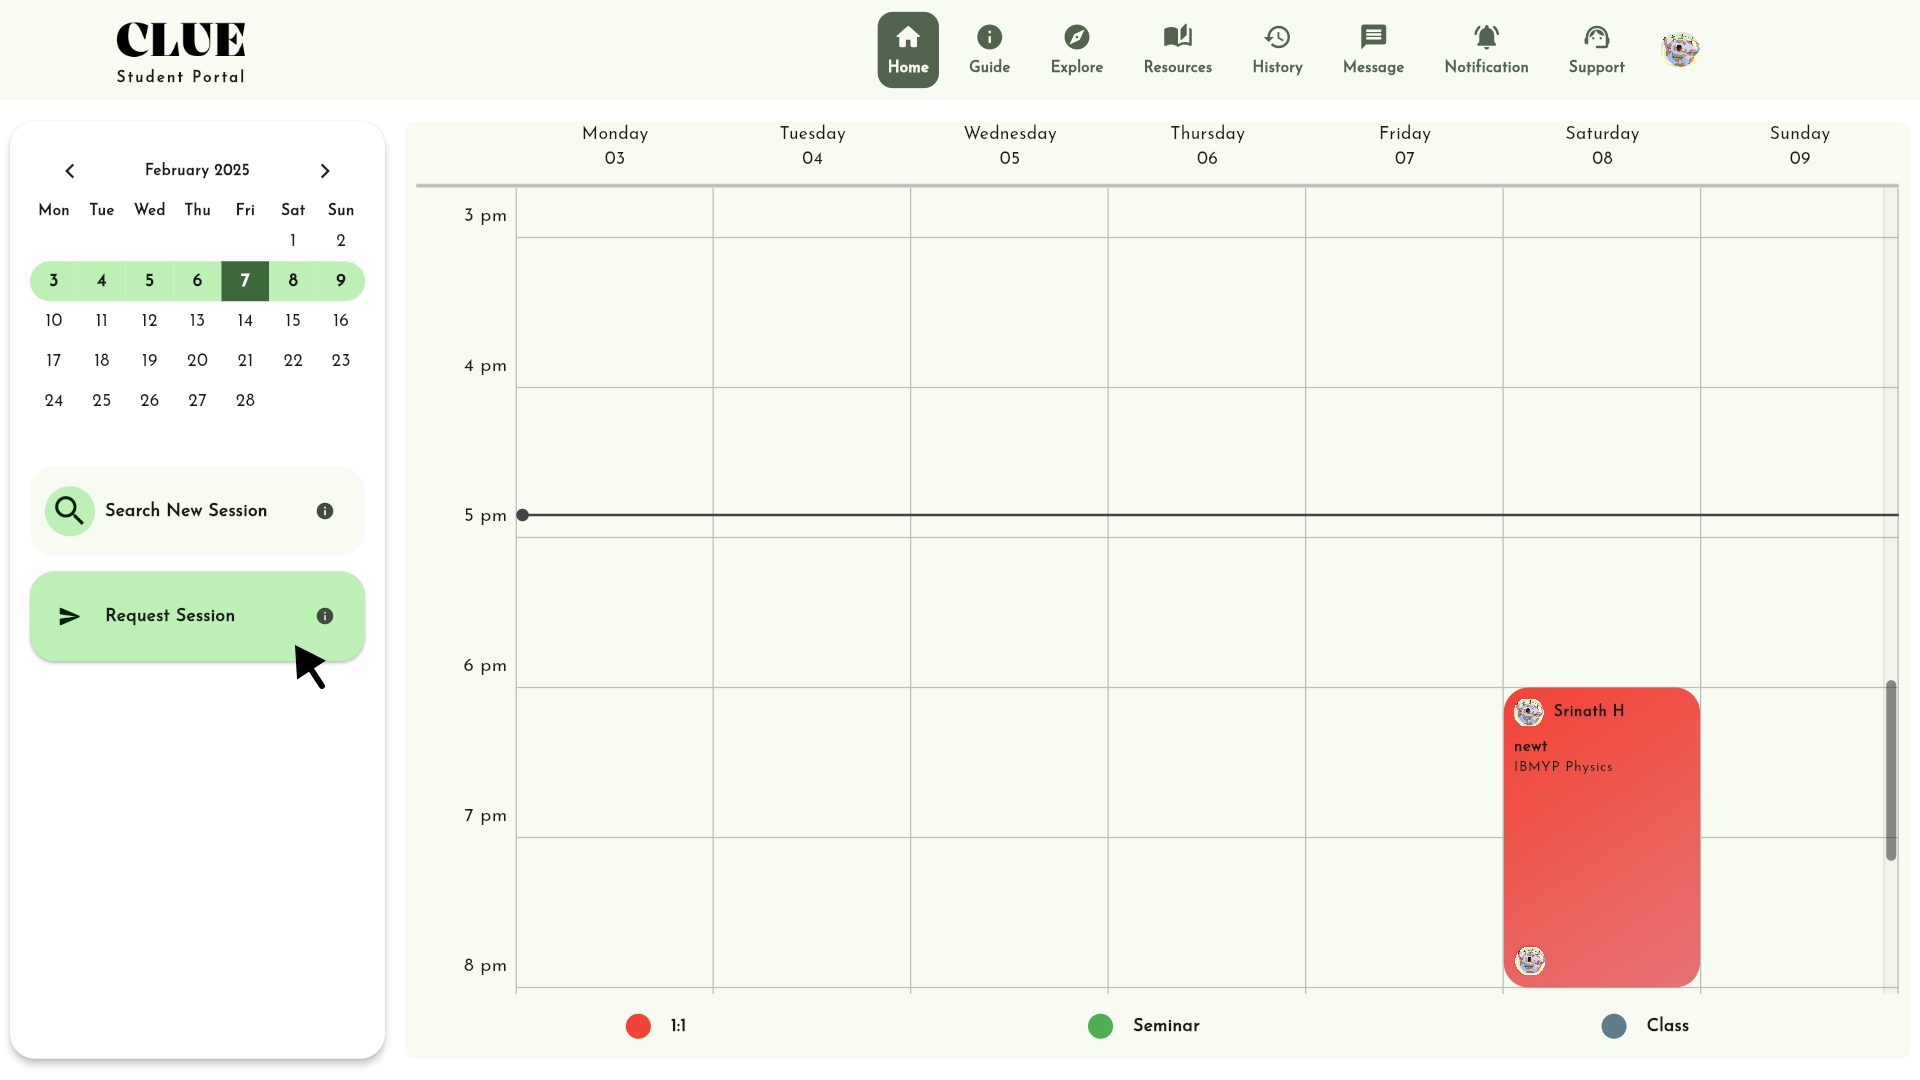 CLUE
Student Portal
Home
Guide
Explore
Resources
History
Message
Notification
Support
February 2025
Mon Tue Wed Thu Fri Sat Sun
1 2
3 4 5 6 7 8 9
10 11 12 13 14 15 16
17 18 19 20 21 22 23
24 25 26 27 28
Search New Session
Request Session
Monday Tuesday Wednesday Thursday Friday Saturday Sunday
03 04 05 06 07 08 09
3 pm
4 pm
5 pm
6 pm
Srinath H
newt
IBMYP Physics
7 pm
8 pm
1:1
Seminar
Class